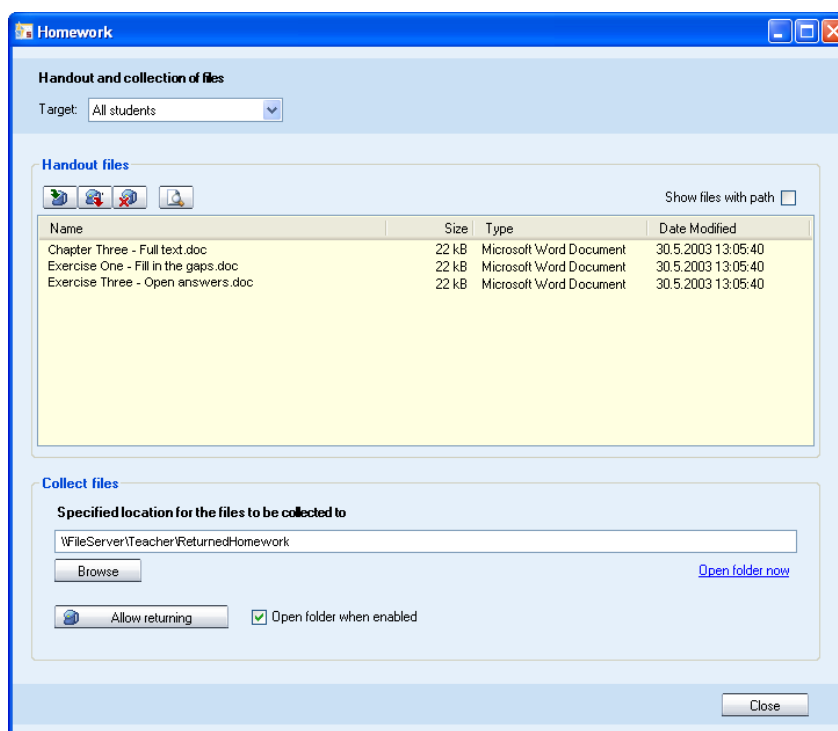 Homework
Handout and collection of files
Target: All students
Handout files
Show files with path
Name Size Type Date Modified
Chapter Three - Full text.doc 22 kB Microsoft Word Document 30.5.2003 13:05:40
Exercise One - Fill in the gaps.doc 22 kB Microsoft Word Document 30.5.2003 13:05:40
Exercise Three - Open answers.doc 22 kB Microsoft Word Document 30.5.2003 13:05:40
Collect files
Specified location for the files to be collected to
\\FileServer\Teacher\ReturnedHomework
Browse Open folder now
Allow returning Open folder when enabled
Close